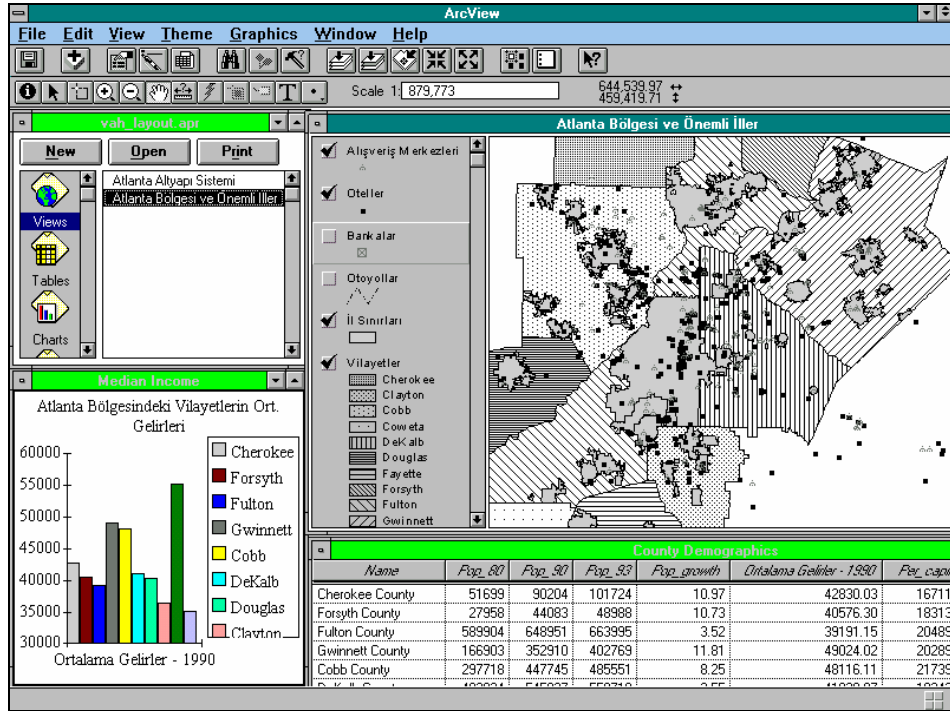 ArcView
File Edit View Theme Graphics Window Help
Scale 1: 879,773
644,539.97
459,419.71
vah_layout.apr
New Open Print
Views
Tables
Charts
Atlanta Altyapı Sistemi
Atlanta Bölgesi ve Önemli İller
Atlanta Bölgesi ve Önemli İller
Alışveriş Merkezleri
Oteller
Bankalar
Otoyollar
İl Sınırları
Vilayetler
Cherokee
Clayton
Cobb
Coweta
DeKalb
Douglas
Fayette
Forsyth
Fulton
Gwinnett
Median Income
Atlanta Bölgesindeki Vilayetlerin Ort.
Gelirleri
60000
55000
50000
45000
40000
35000
30000
Cherokee
Forsyth
Fulton
Gwinnett
Cobb
DeKalb
Douglas
Clayton
Ortalama Gelirler - 1990
County Demographics
Name Pop_80 Pop_90 Pop_93 Pop_growth Ortalama Gelirler - 1990 Per_capi
Cherokee County 51699 90204 101724 10.97 42830.03 16711
Forsyth County 27958 44083 48988 10.73 40576.30 18313
Fulton County 589904 648951 663995 3.52 39191.15 20489
Gwinnett County 166903 352910 402769 11.81 49024.02 20289
Cobb County 297718 447745 485551 8.25 48116.11 21739